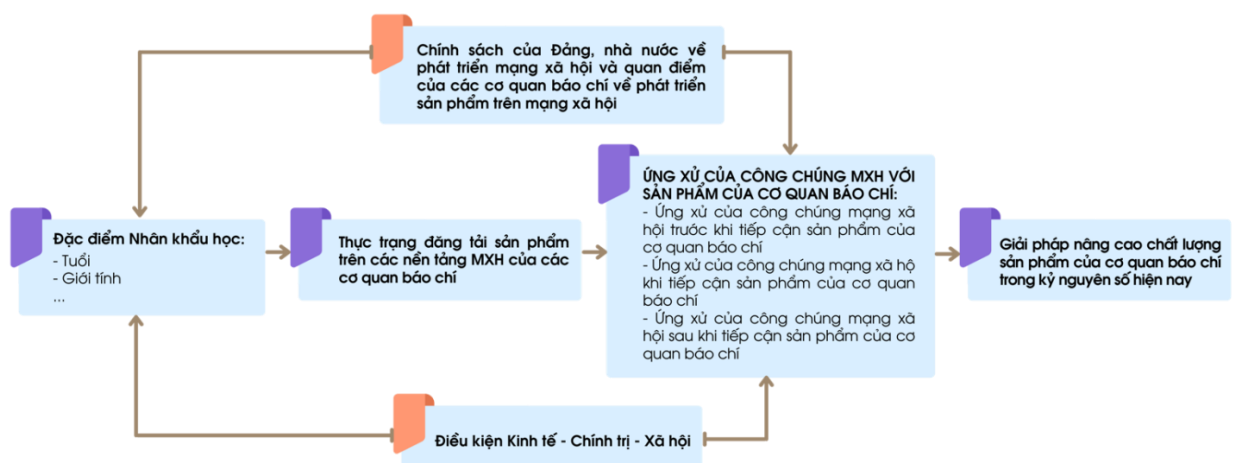 Chính sách của Đảng, nhà nước về
phát triển mạng xã hội và quan điểm
của các cơ quan báo chí về phát triển
sản phẩm trên mạng xã hội
Đặc điểm Nhân khẩu học:
- Tuổi
- Giới tính
...
Thực trạng đăng tải sản phẩm
trên các nền tảng MXH của các
cơ quan báo chí
ỨNG XỬ CỦA CÔNG CHÚNG MXH VỚI
SẢN PHẨM CỦA CƠ QUAN BÁO CHÍ:
- Ứng xử của công chúng mạng xã
hội trước khi tiếp cận sản phẩm của
cơ quan báo chí
- Ứng xử của công chúng mạng xã hộ
khi tiếp cận sản phẩm của cơ quan
báo chí
- Ứng xử của công chúng mạng xã
hội sau khi tiếp cận sản phẩm của cơ
quan báo chí
Giải pháp nâng cao chất lượng
sản phẩm của cơ quan báo chí
trong kỷ nguyên số hiện nay
Điều kiện Kinh tế - Chính trị - Xã hội